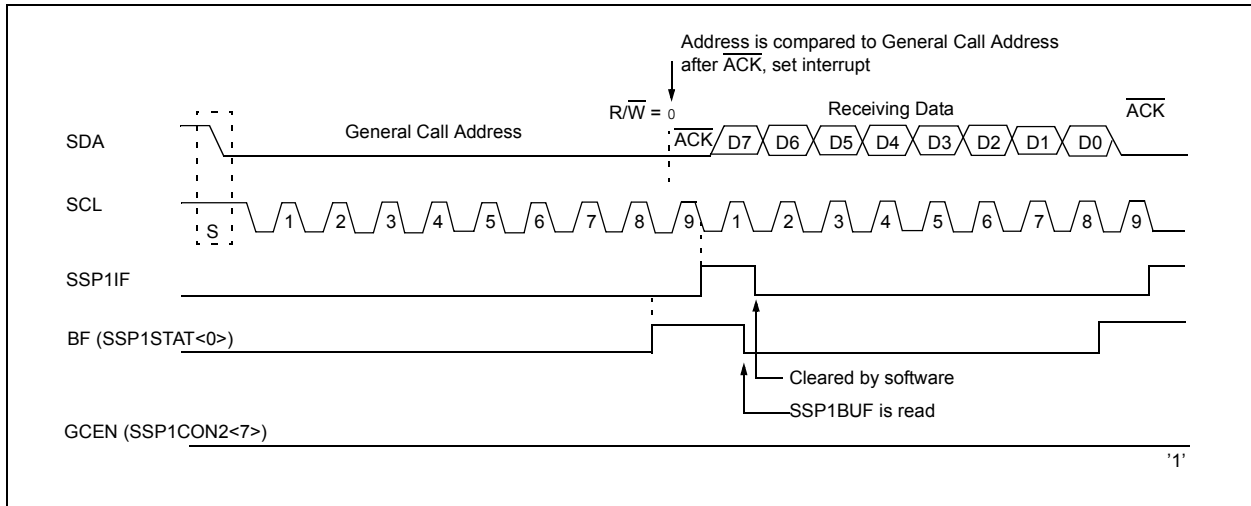 Address is compared to General Call Address
after ACK, set interrupt
R/W = 0
General Call Address
Receiving Data
ACK
SDA
ACK
D7 D6 D5 D4 D3 D2 D1 D0
SCL
S
1 2 3 4 5 6 7 8 9 1 2 3 4 5 6 7 8 9
SSP1IF
BF (SSP1STAT<0>)
Cleared by software
SSP1BUF is read
GCEN (SSP1CON2<7>)
'1'